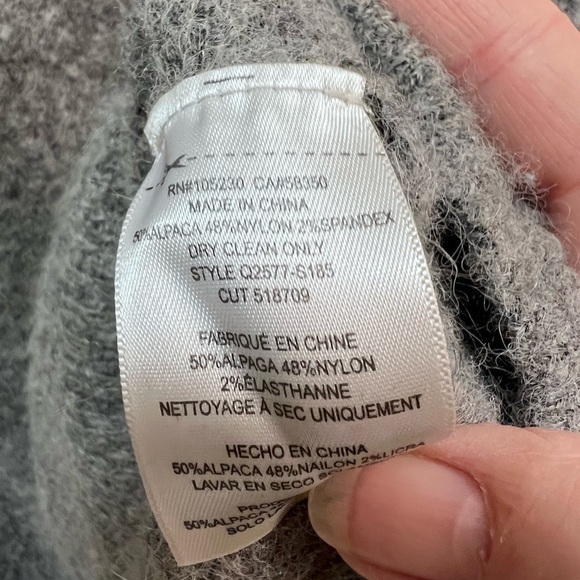 RN#105230 CA#58350
MADE IN CHINA
50%ALPACA 48%NYLON 2%SPANDEX
DRY CLEAN ONLY
STYLE Q2577-S185
CUT 518709
FABRIQUÉ EN CHINE
50%ALPAGA 48%NYLON
2%ÉLASTHANNE
NETTOYAGE À SEC UNIQUEMENT
HECHO EN CHINA
50%ALPACA 48%NAILON 2%LICRA
LAVAR EN SECO
50%ALPACA